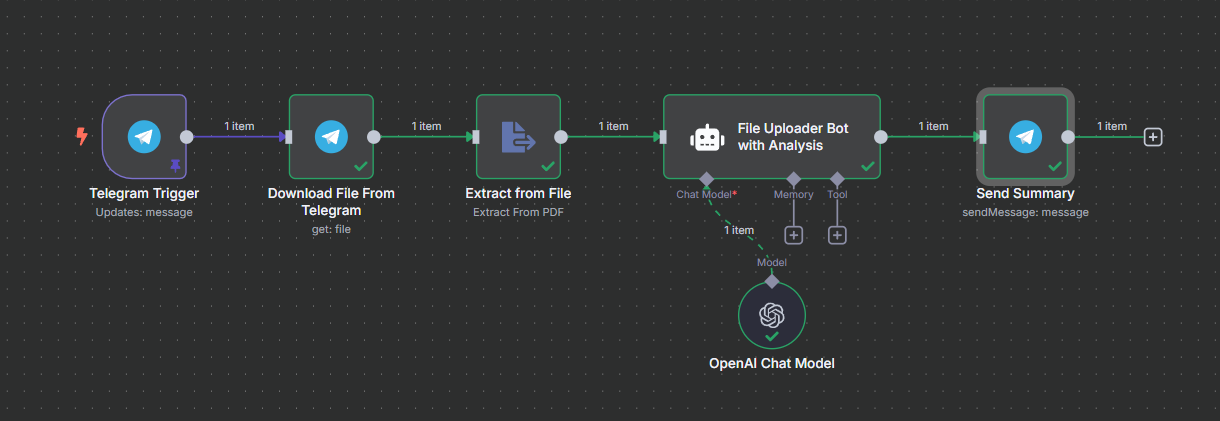 1 item
1 item
1 item
File Uploader Bot
with Analysis
1 item
1 item
Telegram Trigger
Updates: message
Download File From
Telegram
get: file
Extract from File
Extract From PDF
Chat Model*
Memory
Tool
Send Summary
sendMessage: message
1 item
Model
OpenAI Chat Model